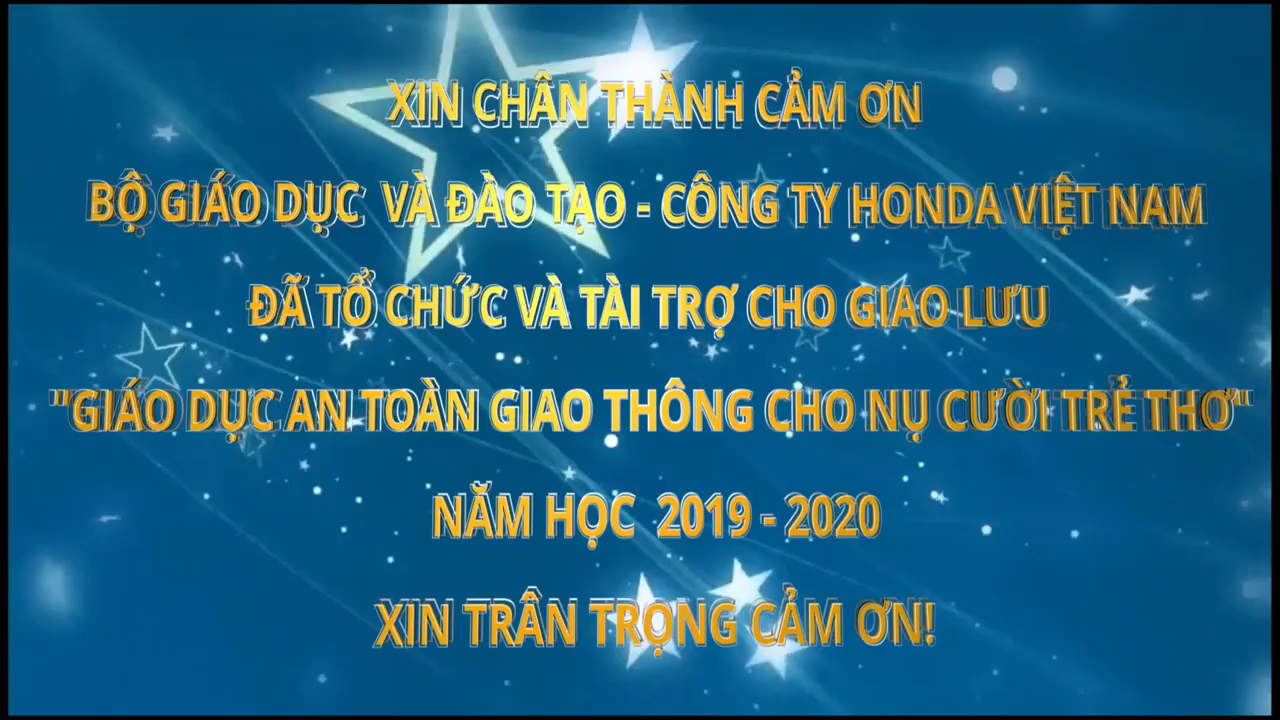 XIN CHÂN THÀNH CẢM ƠN
BỘ GIÁO DỤC VÀ ĐÀO TẠO - CÔNG TY HONDA VIỆT NAM
ĐÃ TỔ CHỨC VÀ TÀI TRỢ CHO GIAO LƯU
"GIÁO DỤC AN TOÀN GIAO THÔNG CHO NỤ CƯỜI TRẺ THƠ"
NĂM HỌC 2019 - 2020
XIN TRÂN TRỌNG CẢM ƠN!